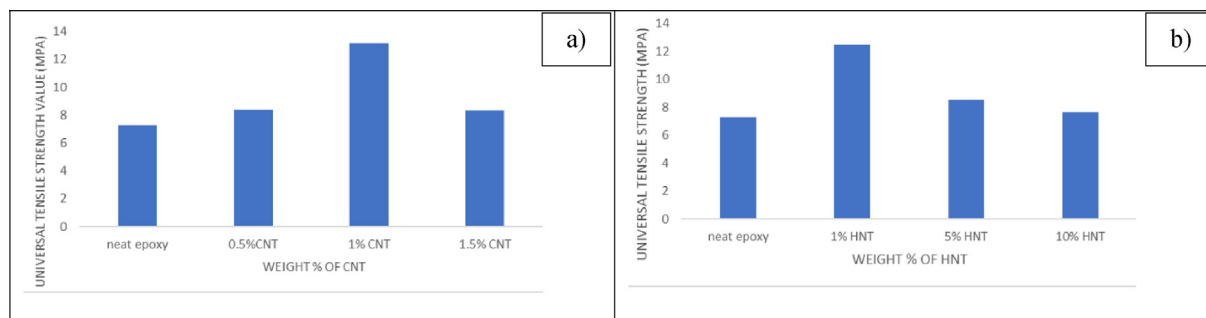 a)
UNIVERSAL TENSILE STRENGTH VALUE (MPA)
14
12
10
8
6
4
2
0
neat epoxy 0.5%CNT 1% CNT 1.5% CNT
WEIGHT % OF CNT
b)
UNIVERSAL TENSILE STRENGTH (MPA)
14
12
10
8
6
4
2
0
neat epoxy 1% HNT 5% HNT 10% HNT
WEIGHT % OF HNT